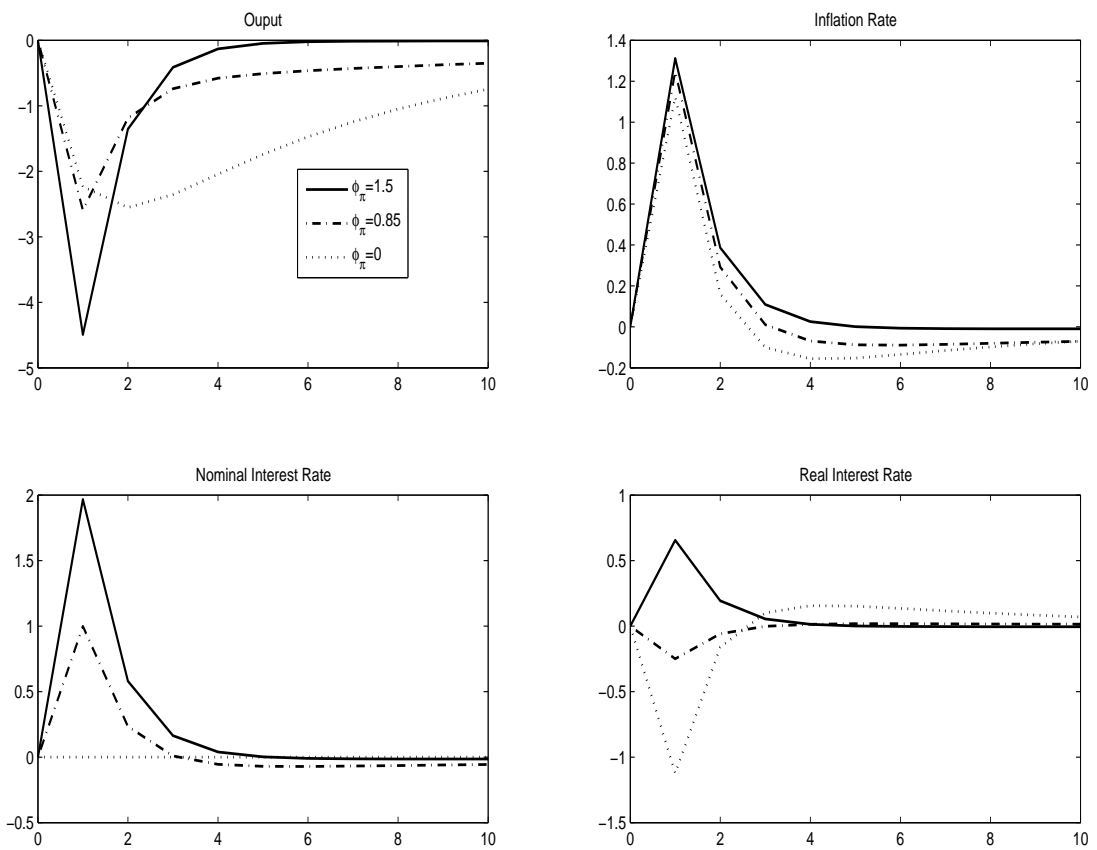 Ouput
0
−1
−2
−3
−4
−5
0 2 4 6 8 10
ϕπ=1.5
ϕπ=0.85
ϕπ=0
Inflation Rate
1.4
1.2
1
0.8
0.6
0.4
0.2
0
−0.2
0 2 4 6 8 10
Nominal Interest Rate
2
1.5
1
0.5
0
−0.5
0 2 4 6 8 10
Real Interest Rate
1
0.5
0
−0.5
−1
−1.5
0 2 4 6 8 10